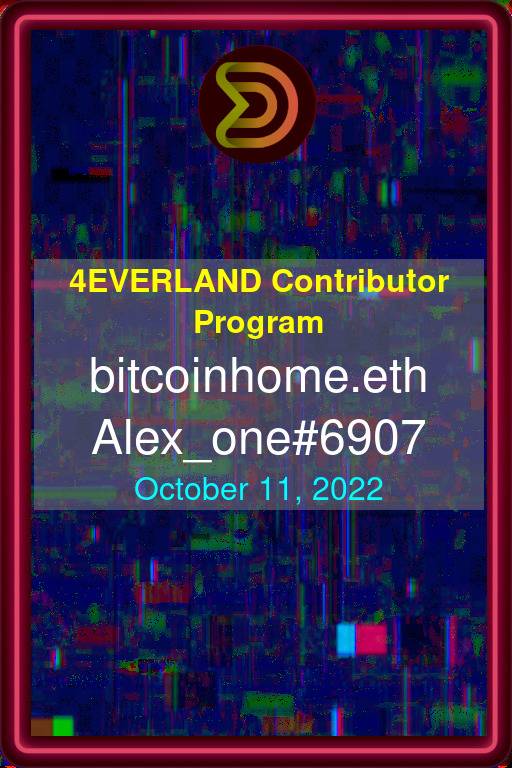 4EVERLAND Contributor
Program
bitcoinhome.eth
Alex_one#6907
October 11, 2022